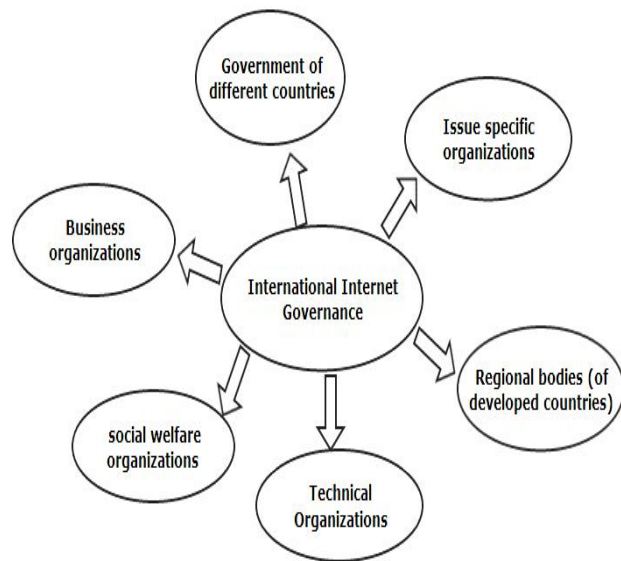 Government of
different countries
Issue specific
organizations
Business
organizations
International Internet
Governance
Regional bodies (of
developed countries)
social welfare
organizations
Technical
Organizations